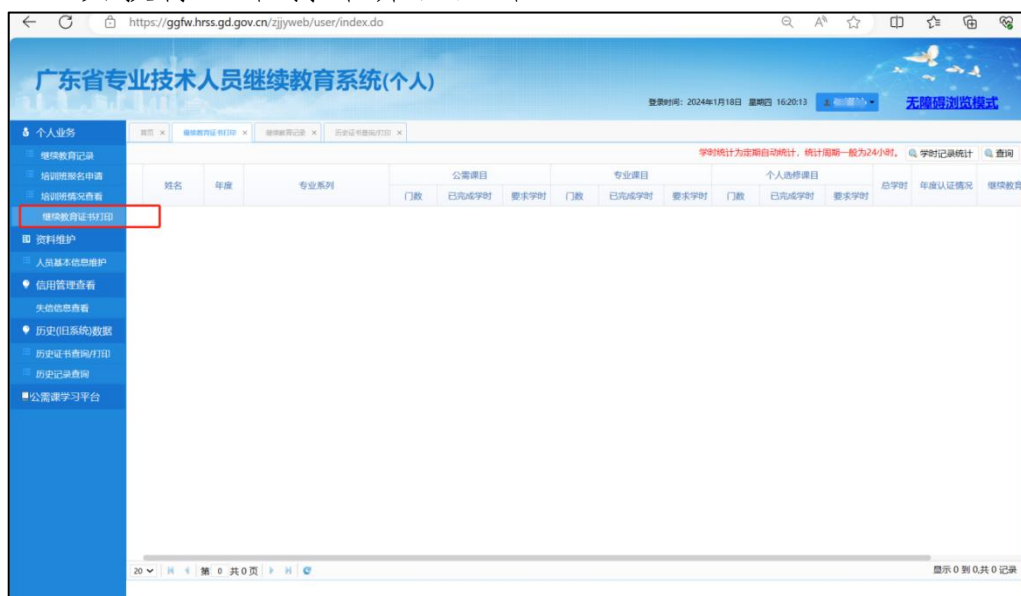 https://ggfw.hrss.gd.gov.cn/zjjyweb/user/index.do
广东省专业技术人员继续教育系统(个人)
登录时间：2024年1月18日 星期四 16:20:13
无障碍浏览模式
个人业务
首页 × 继续教育证书打印 × 继续教育记录 × 历史证书查询/打印 ×
继续教育记录
学时统计为定期自动统计，统计周期一般为24小时。 学时记录统计 查询
培训班报名申请
培训班情况查看
继续教育证书打印
姓名 年度 专业系列 公需课目 专业课目 个人选修课目 总学时 年度认证情况 继续教育
门数 已完成学时 要求学时 门数 已完成学时 要求学时 门数 已完成学时 要求学时
资料维护
人员基本信息维护
信用管理查看
失信信息查看
历史(旧系统)数据
历史证书查询/打印
历史记录查询
公需课学习平台
20 第 0 共 0 页
显示 0 到 0,共 0 记录